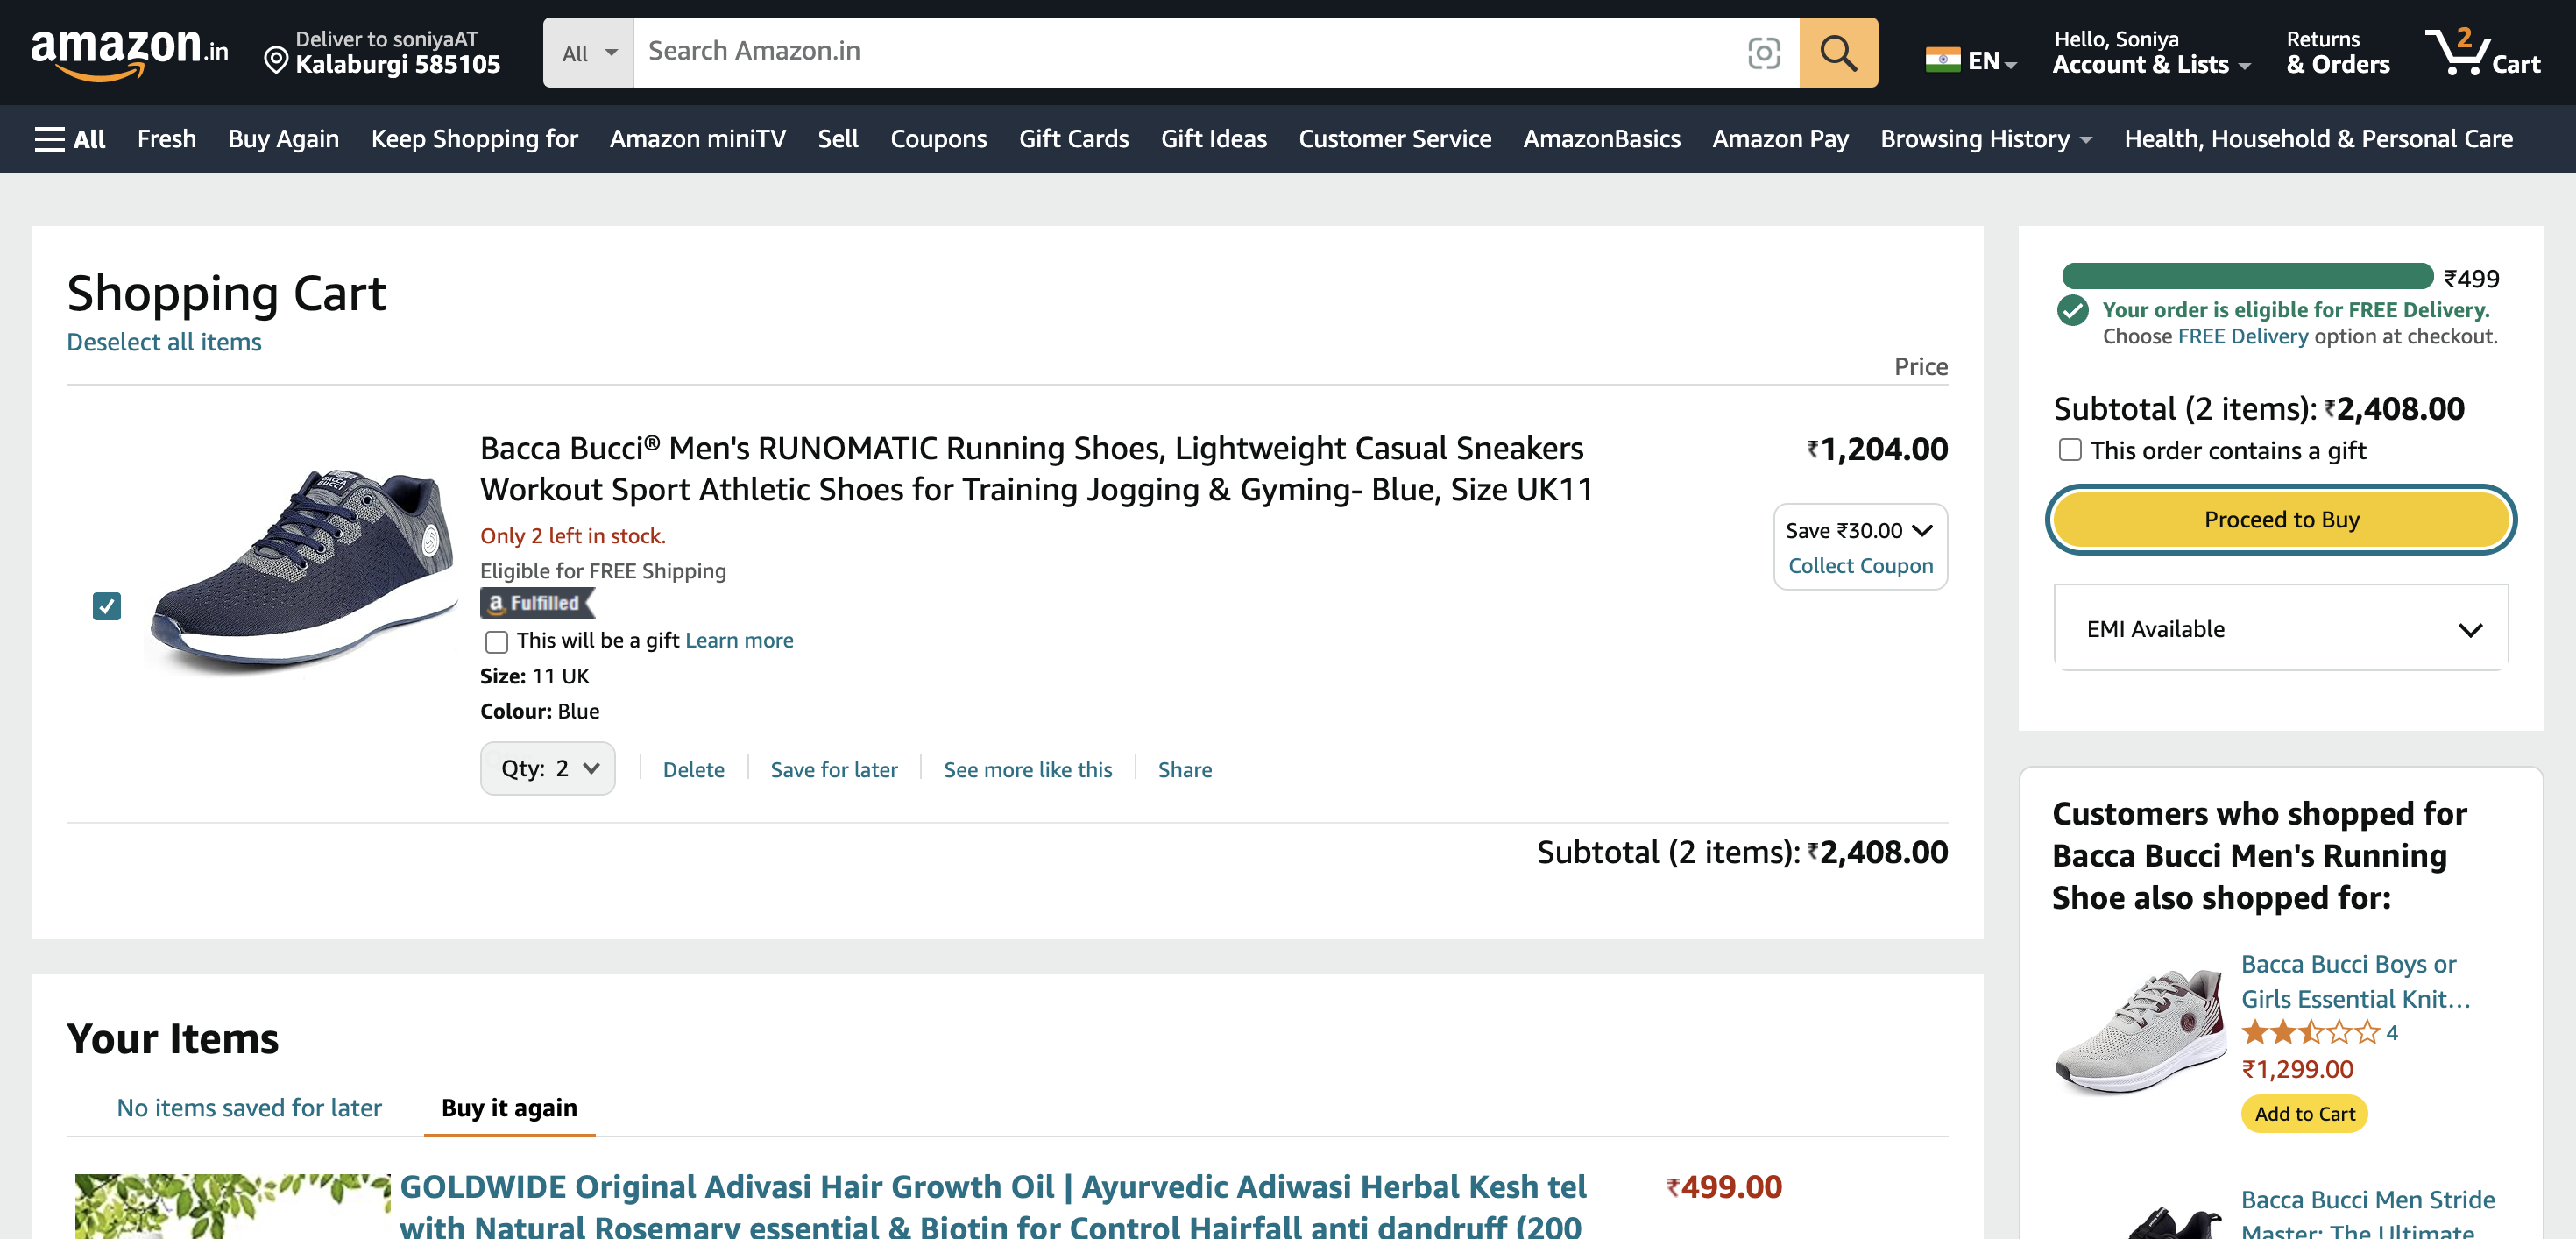 amazon.in
Deliver to soniyaAT
Kalaburgi 585105
All
Search Amazon.in
EN
Hello, Soniya
Account & Lists
Returns
& Orders
2
Cart
All
Fresh
Buy Again
Keep Shopping for
Amazon miniTV
Sell
Coupons
Gift Cards
Gift Ideas
Customer Service
AmazonBasics
Amazon Pay
Browsing History
Health, Household & Personal Care
Shopping Cart
Deselect all items
Price
BACCA
BUCCI
Bacca Bucci® Men's RUNOMATIC Running Shoes, Lightweight Casual Sneakers
Workout Sport Athletic Shoes for Training Jogging & Gyming- Blue, Size UK11
₹1,204.00
Only 2 left in stock.
Save ₹30.00
Collect Coupon
Eligible for FREE Shipping
a Fulfilled
This will be a gift Learn more
Size: 11 UK
Colour: Blue
Qty: 2
Delete
Save for later
See more like this
Share
Subtotal (2 items): ₹2,408.00
Your Items
No items saved for later
Buy it again
GOLDWIDE Original Adivasi Hair Growth Oil | Ayurvedic Adiwasi Herbal Kesh tel
with Natural Rosemary essential & Biotin for Control Hairfall anti dandruff (200
₹499.00
₹499
Your order is eligible for FREE Delivery.
Choose FREE Delivery option at checkout.
Subtotal (2 items): ₹2,408.00
This order contains a gift
Proceed to Buy
EMI Available
Customers who shopped for
Bacca Bucci Men's Running
Shoe also shopped for:
Bacca Bucci Boys or
Girls Essential Knit...
4
₹1,299.00
Add to Cart
Bacca Bucci Men Stride
Master: The Ultimate